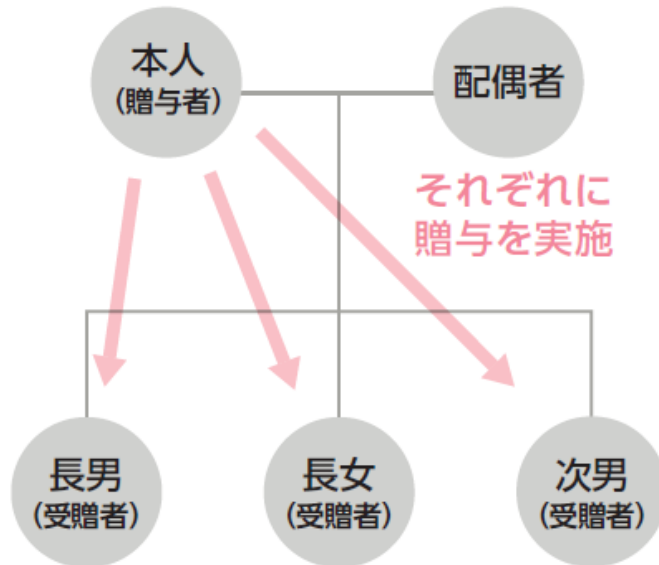 本人
（贈与者）
配偶者
それぞれに
贈与を実施
長男
（受贈者）
長女
（受贈者）
次男
（受贈者）